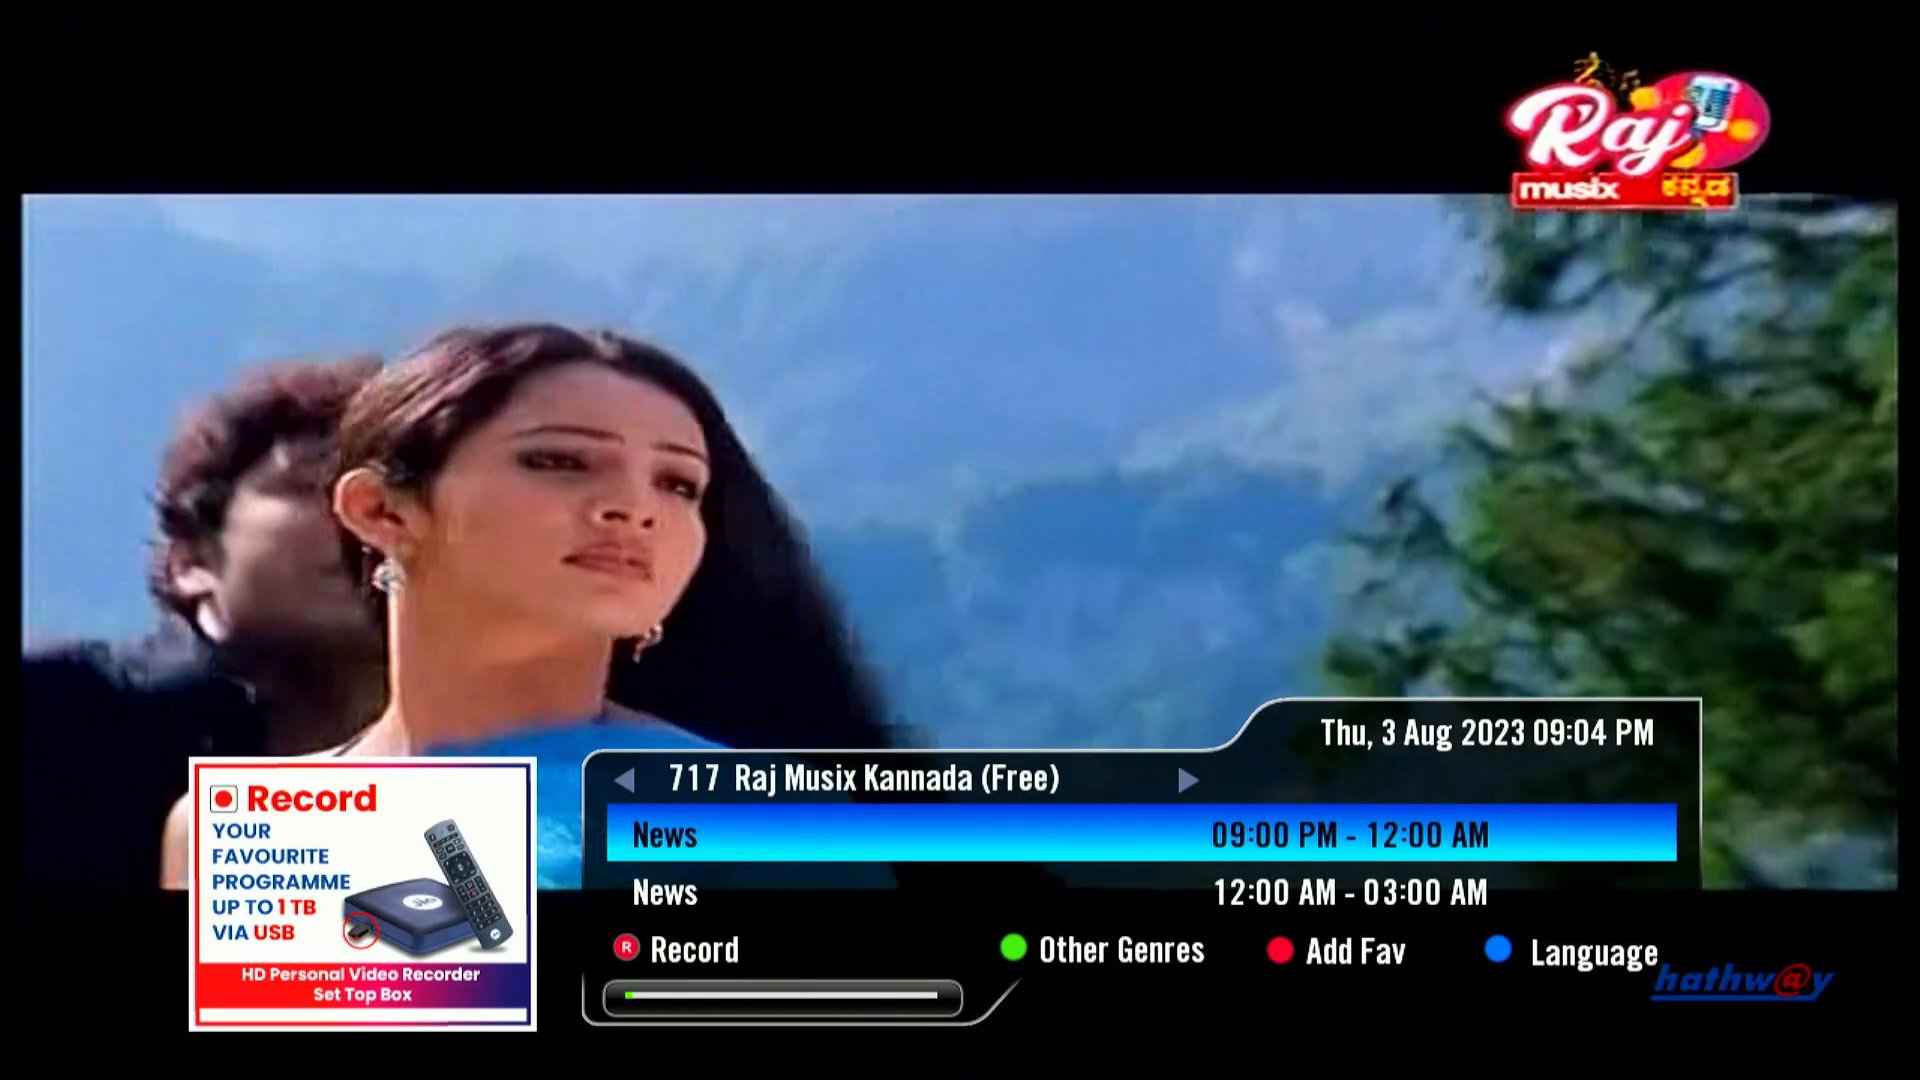 Raj
musix ಕನ್ನಡ
Thu, 3 Aug 2023 09:04 PM
717 Raj Musix Kannada (Free)
News 09:00 PM - 12:00 AM
News 12:00 AM - 03:00 AM
R Record Other Genres Add Fav Language
hathw@y
Record
YOUR
FAVOURITE
PROGRAMME
UP TO 1 TB
VIA USB
Jio
HD Personal Video Recorder
Set Top Box